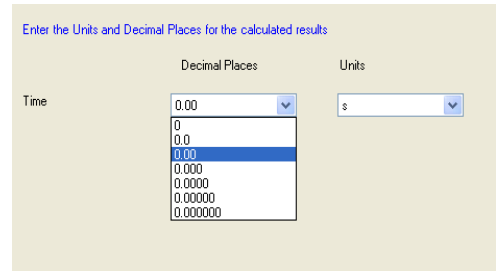 Enter the Units and Decimal Places for the calculated results
Decimal Places Units
Time 0.00 s
0
0.0
0.00
0.000
0.0000
0.00000
0.000000